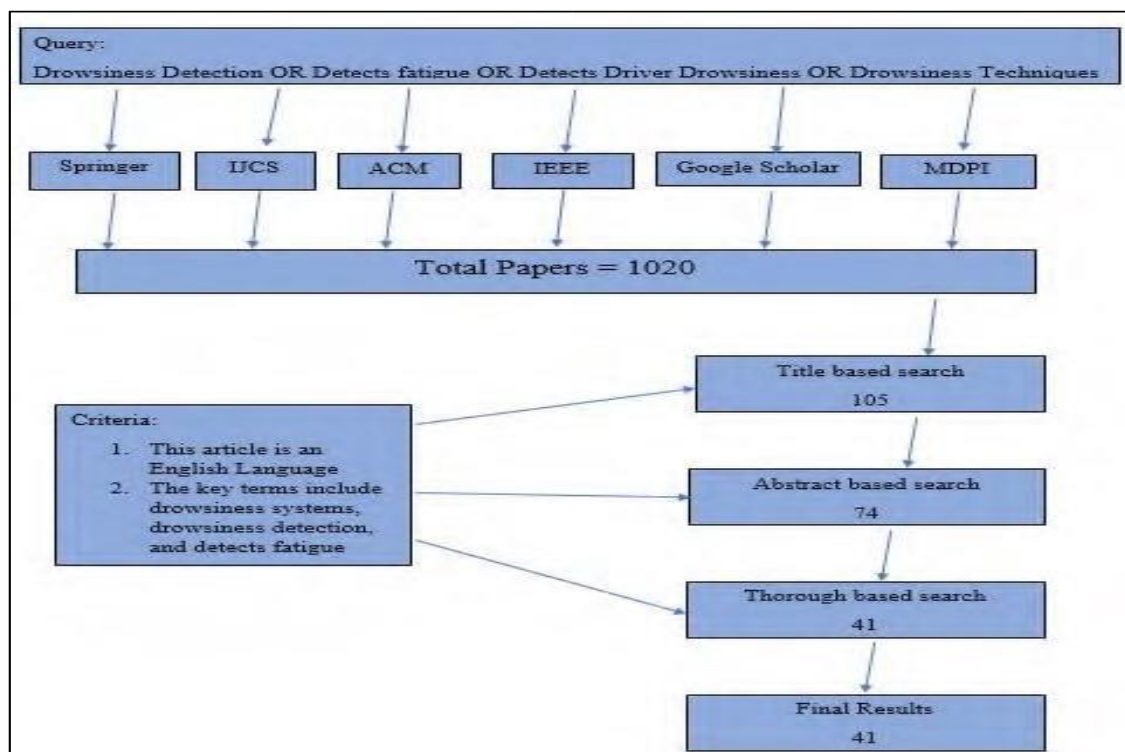 Query:
Drowsiness Detection OR Detects fatigue OR Detects Driver Drowsiness OR Drowsiness Techniques
Springer
IJCS
ACM
IEEE
Google Scholar
MDPI
Total Papers = 1020
Title based search
105
Criteria:
1. This article is an
English Language
2. The key terms include
drowsiness systems,
drowsiness detection,
and detects fatigue
Abstract based search
74
Thorough based search
41
Final Results
41